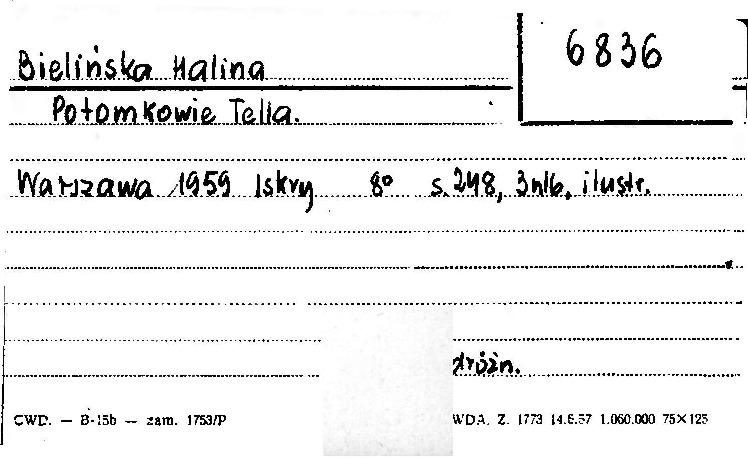 6836
Bielińska Halina
Potomkowie Tella.
Warszawa 1959 Iskry 8° s. 248, 3 nlb, ilustr.
dróżn.
CWD. — B-15b — zam. 1753/P
WDA. Z. 1773 14.6.57 1.060.000 75×125